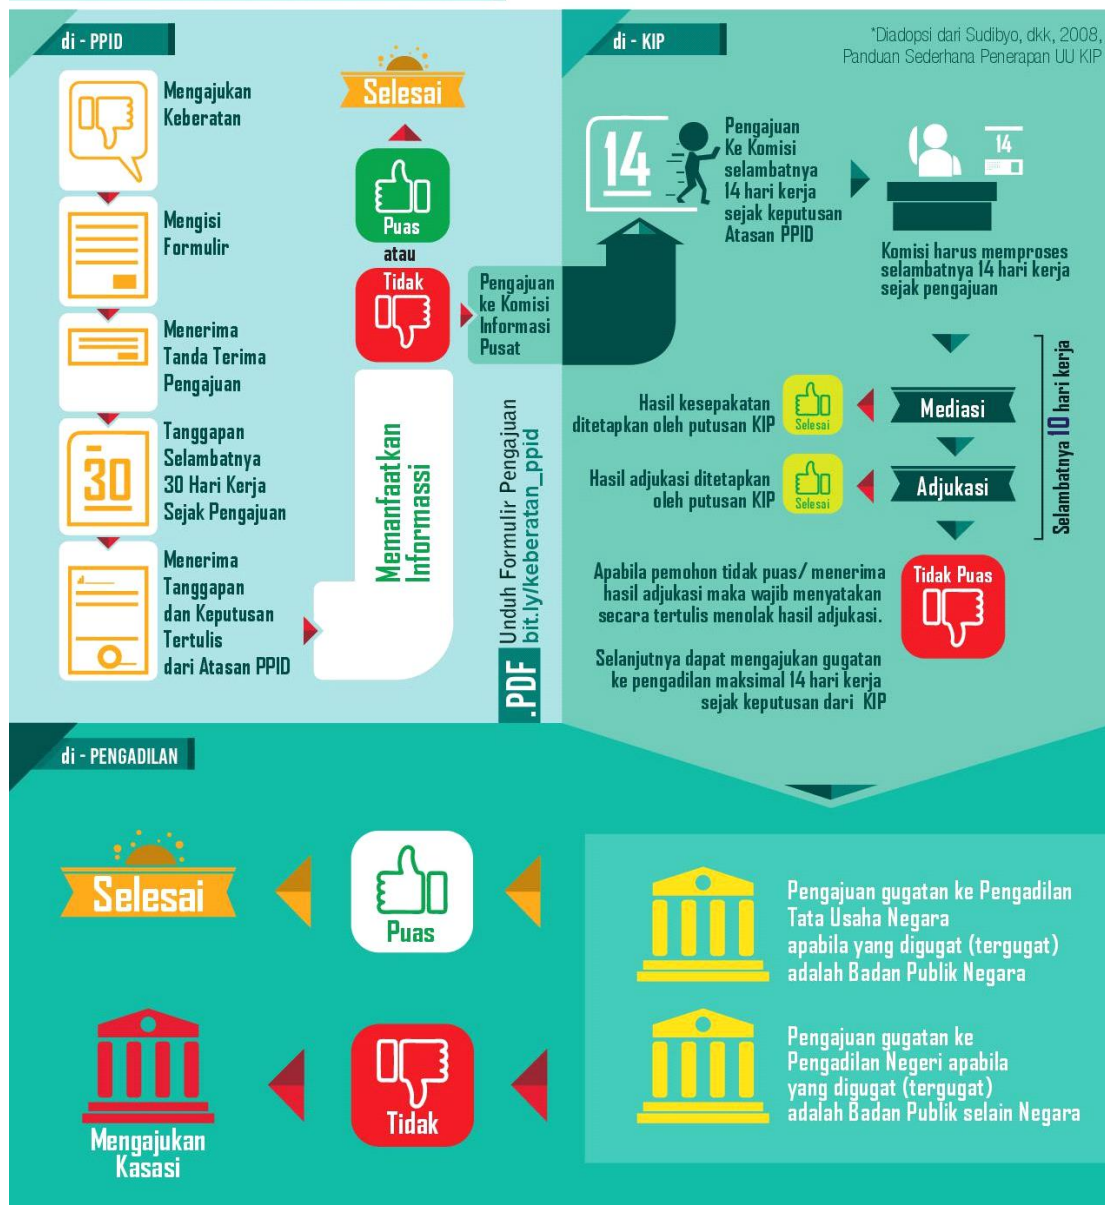 di - PPID
Mengajukan
Keberatan
Mengisi
Formulir
Menerima
Tanda Terima
Pengajuan
30
Tanggapan
Selambatnya
30 Hari Kerja
Sejak Pengajuan
Menerima
Tanggapan
dan Keputusan
Tertulis
dari Atasan PPID
Memanfaatkan
Informassi
Selesai
Puas
atau
Tidak
Pengajuan
ke Komisi
Informasi
Pusat
Unduh Formulir Pengajuan
bit.ly/keberatan_ppid
.PDF
di - KIP
*Diadopsi dari Sudibyo, dkk, 2008,
Panduan Sederhana Penerapan UU KIP
14
Pengajuan
Ke Komisi
selambatnya
14 hari kerja
sejak keputusan
Atasan PPID
14
Komisi harus memproses
selambatnya 14 hari kerja
sejak pengajuan
Selambatnya 10 hari kerja
Mediasi
Selesai
Hasil kesepakatan
ditetapkan oleh putusan KIP
Adjukasi
Selesai
Hasil adjukasi ditetapkan
oleh putusan KIP
Tidak Puas
Apabila pemohon tidak puas/ menerima
hasil adjukasi maka wajib menyatakan
secara tertulis menolak hasil adjukasi.
Selanjutnya dapat mengajukan gugatan
ke pengadilan maksimal 14 hari kerja
sejak keputusan dari KIP
di - PENGADILAN
Pengajuan gugatan ke Pengadilan
Tata Usaha Negara
apabila yang digugat (tergugat)
adalah Badan Publik Negara
Pengajuan gugatan ke
Pengadilan Negeri apabila
yang digugat (tergugat)
adalah Badan Publik selain Negara
Puas
Selesai
Tidak
Mengajukan
Kasasi